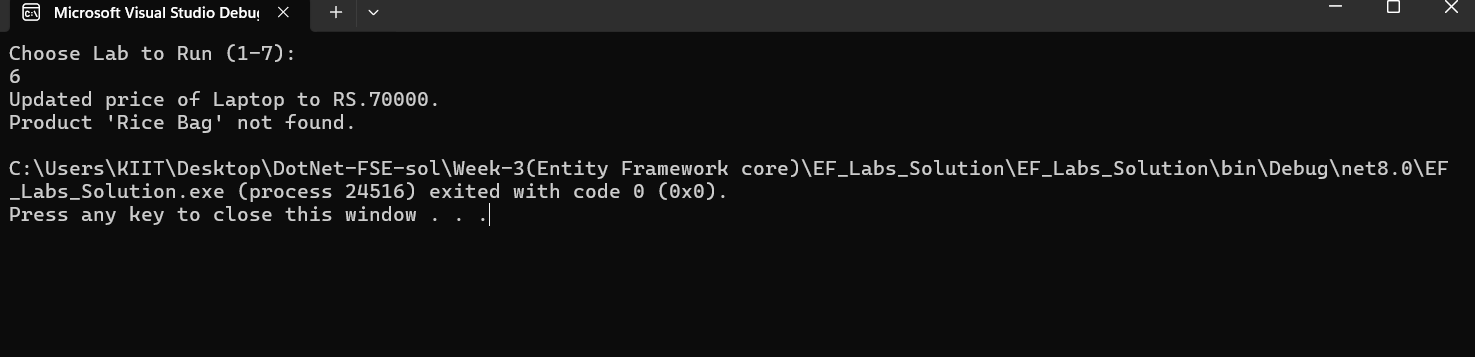 Microsoft Visual Studio Debu
Choose Lab to Run (1-7):
6
Updated price of Laptop to RS.70000.
Product 'Rice Bag' not found.
C:\Users\KIIT\Desktop\DotNet-FSE-sol\Week-3(Entity Framework core)\EF_Labs_Solution\EF_Labs_Solution\bin\Debug\net8.0\EF
_Labs_Solution.exe (process 24516) exited with code 0 (0x0).
Press any key to close this window . . .